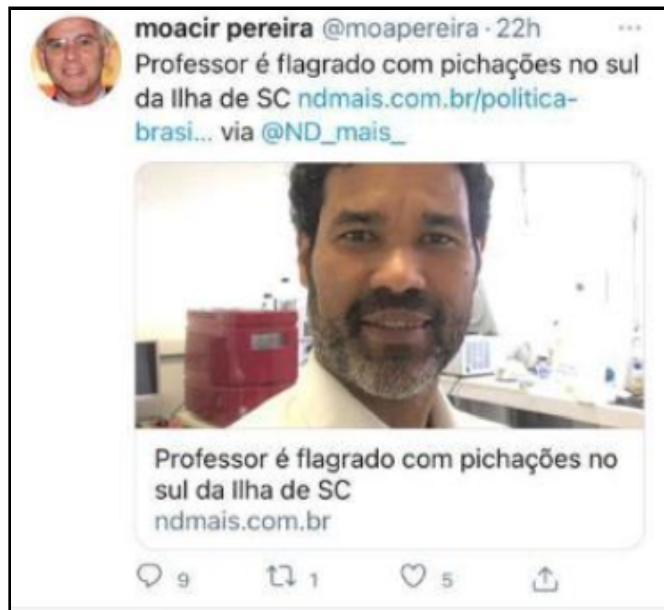 moacir pereira @moapereira · 22h
Professor é flagrado com pichações no sul
da Ilha de SC ndmais.com.br/politica-
brasi... via @ND_mais_
Professor é flagrado com pichações no
sul da Ilha de SC
ndmais.com.br
9 1 5